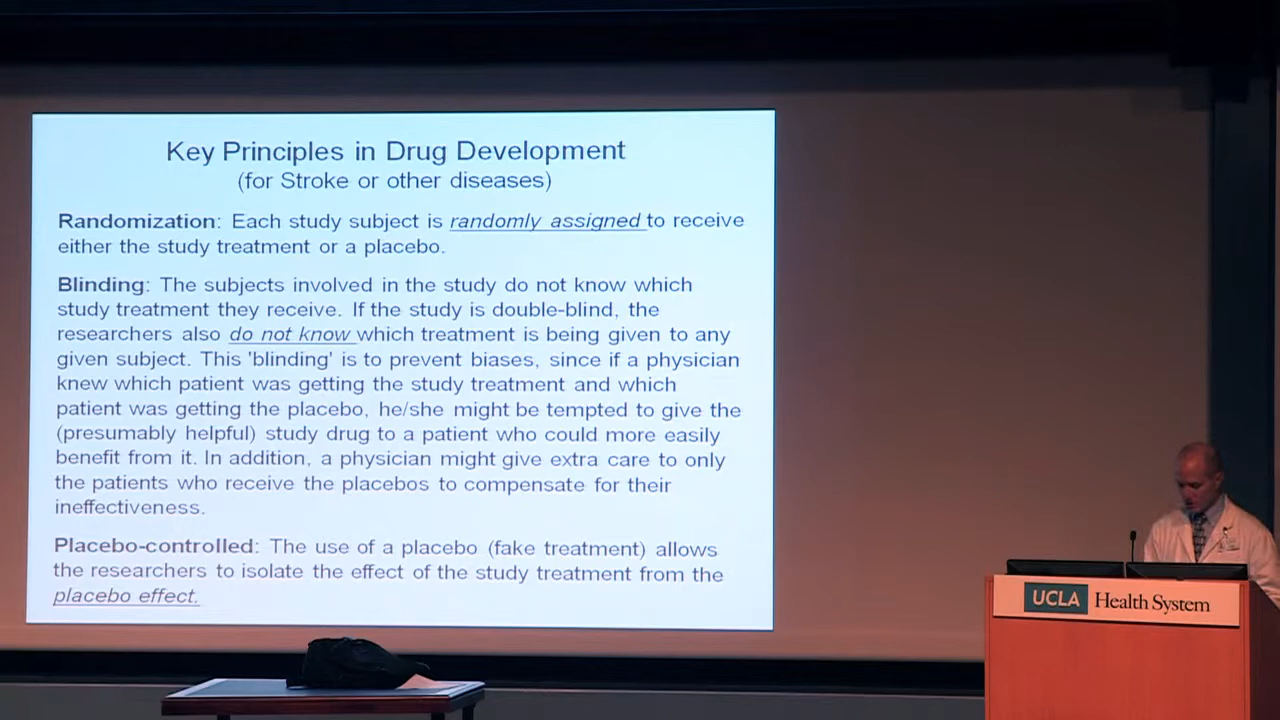 Key Principles in Drug Development
(for Stroke or other diseases)
Randomization: Each study subject is randomly assigned to receive
either the study treatment or a placebo.
Blinding: The subjects involved in the study do not know which
study treatment they receive. If the study is double-blind, the
researchers also do not know which treatment is being given to any
given subject. This 'blinding' is to prevent biases, since if a physician
knew which patient was getting the study treatment and which
patient was getting the placebo, he/she might be tempted to give the
(presumably helpful) study drug to a patient who could more easily
benefit from it. In addition, a physician might give extra care to only
the patients who receive the placebos to compensate for their
ineffectiveness.
Placebo-controlled: The use of a placebo (fake treatment) allows
the researchers to isolate the effect of the study treatment from the
placebo effect.
UCLA Health System